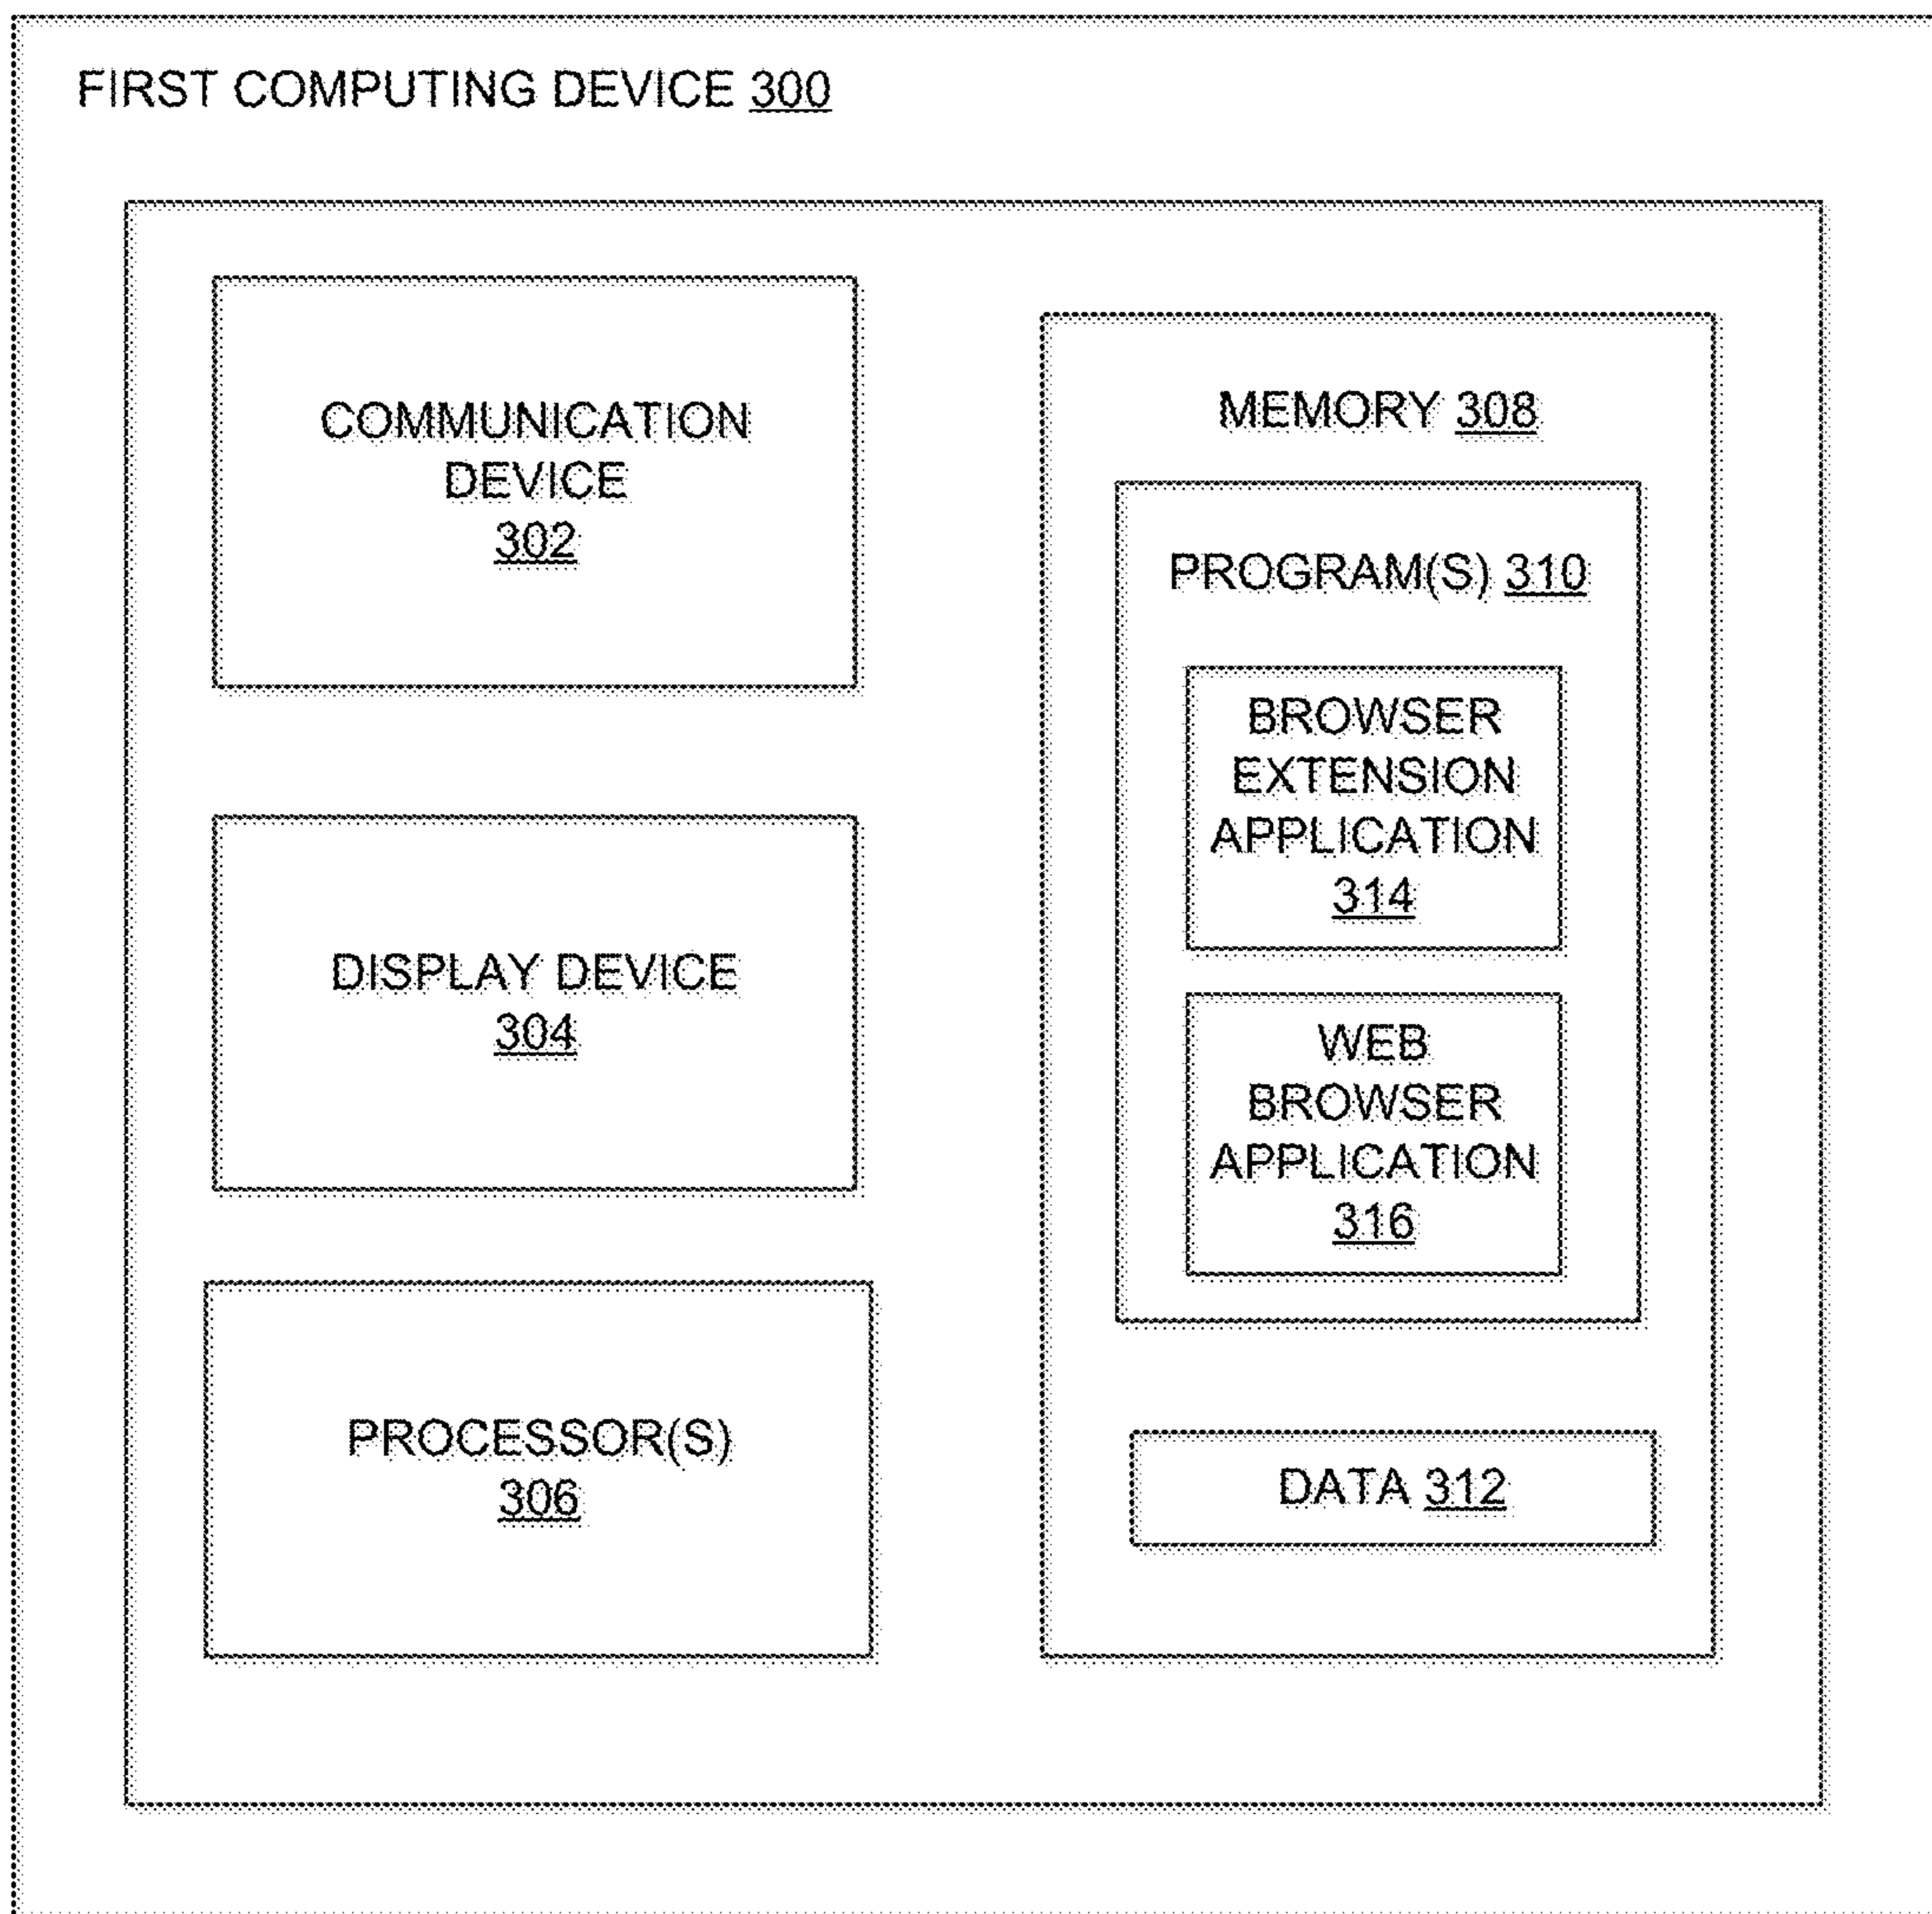 FIRST COMPUTING DEVICE 300
COMMUNICATION
DEVICE
302
DISPLAY DEVICE
304
PROCESSOR(S)
306
MEMORY 308
PROGRAM(S) 310
BROWSER
EXTENSION
APPLICATION
314
WEB
BROWSER
APPLICATION
316
DATA 312